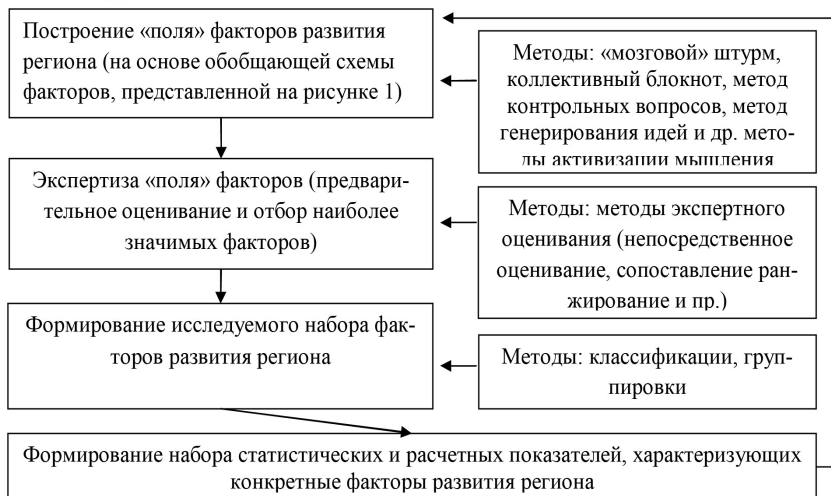 Построение «поля» факторов развития
региона (на основе обобщающей схемы
факторов, представленной на рисунке 1)
Методы: «мозговой» штурм,
коллективный блокнот, метод
контрольных вопросов, метод
генерирования идей и др. мето-
ды активизации мышления
Экспертиза «поля» факторов (предвари-
тельное оценивание и отбор наиболее
значимых факторов)
Методы: методы экспертного
оценивания (непосредственное
оценивание, сопоставление ран-
жирование и пр.)
Формирование исследуемого набора фак-
торов развития региона
Методы: классификации, груп-
пировки
Формирование набора статистических и расчетных показателей, характеризующих
конкретные факторы развития региона